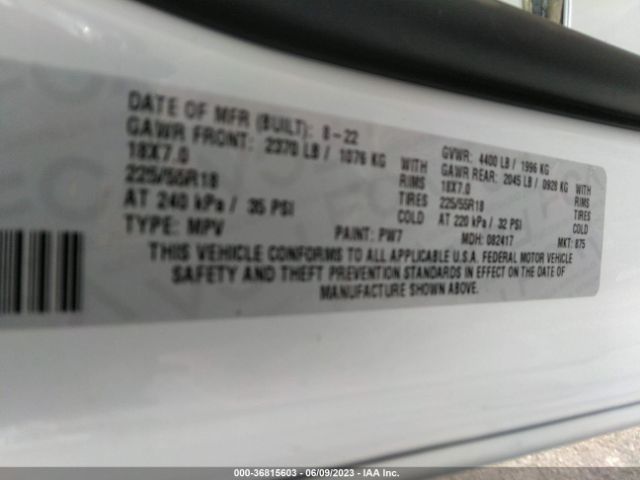 DATE OF MFR (BUILT): 8-22
GVWR: 4400 LB / 1996 KG
GAWR FRONT: 2370 LB / 1076 KG WITH
GAWR REAR: 2045 LB / 0928 KG WITH
18X7.0 RIMS
18X7.0 RIMS
225/55R18 TIRES
225/55R18 TIRES
AT 240 kPa / 35 PSI COLD
AT 220 kPa / 32 PSI COLD
TYPE: MPV PAINT: PW7 MDH: 082417 MKT: 875
THIS VEHICLE CONFORMS TO ALL APPLICABLE U.S.A. FEDERAL MOTOR VEHICLE
SAFETY AND THEFT PREVENTION STANDARDS IN EFFECT ON THE DATE OF
MANUFACTURE SHOWN ABOVE.
000-36815603 - 06/09/2023 - IAA Inc.